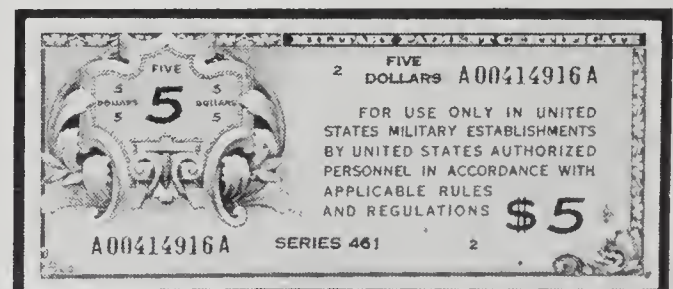 MILITARY PAYMENT CERTIFICATE
FIVE
5 5
DOLLARS 5 DOLLARS
5 5
2 FIVE DOLLARS A00414916A
FOR USE ONLY IN UNITED
STATES MILITARY ESTABLISHMENTS
BY UNITED STATES AUTHORIZED
PERSONNEL IN ACCORDANCE WITH
APPLICABLE RULES
AND REGULATIONS $5
A00414916A SERIES 461 2